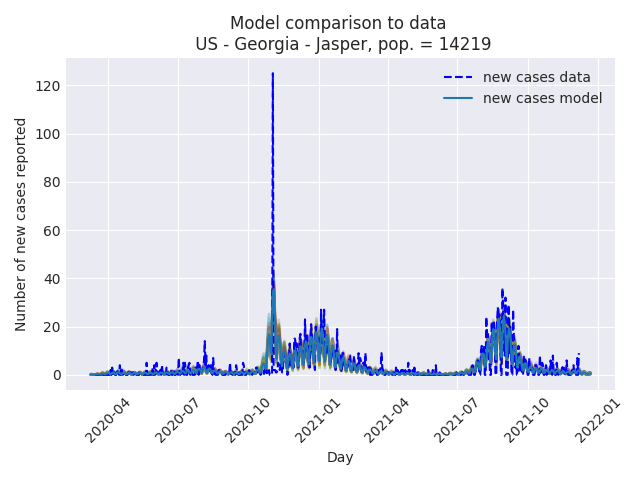 Model comparison to data
US - Georgia - Jasper, pop. = 14219
new cases data
new cases model
Number of new cases reported
120
100
80
60
40
20
0
2020-04
2020-07
2020-10
2021-01
2021-04
2021-07
2021-10
2022-01
Day